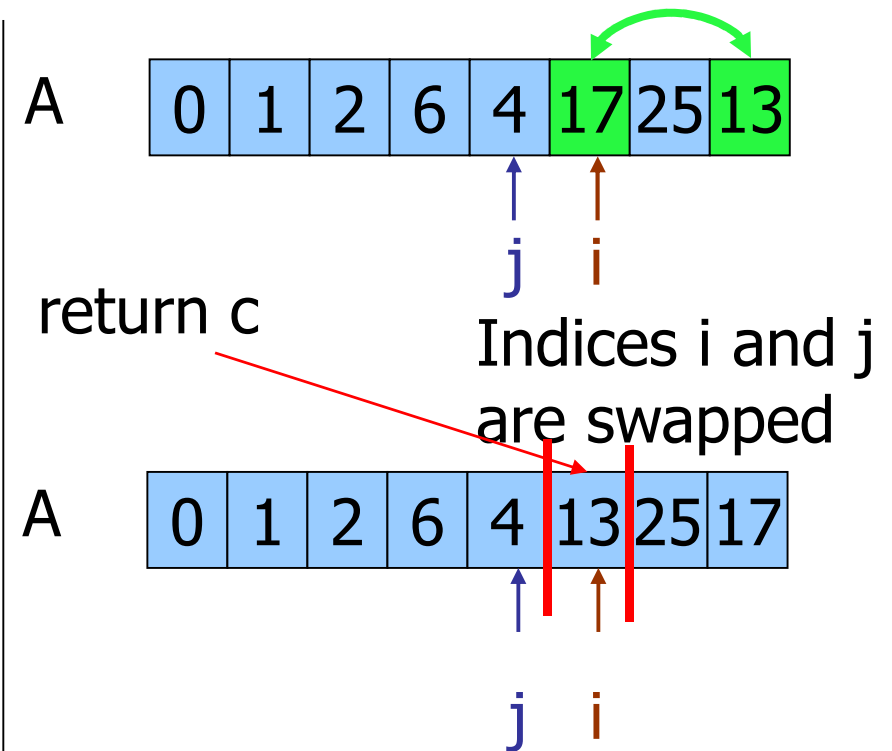 A 0 1 2 6 4 17 25 13
j i
return c
Indices i and j
are swapped
A 0 1 2 6 4 13 25 17
j i